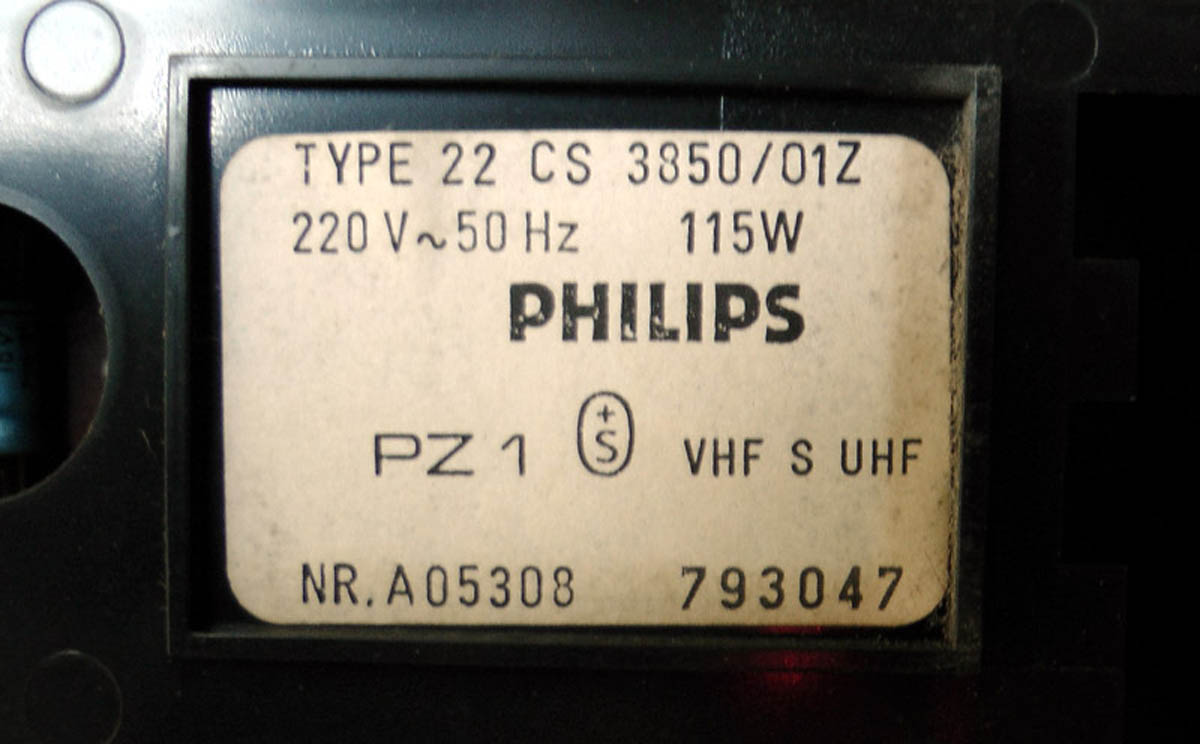 TYPE 22 CS 3850/01Z
220 V~50 Hz 115W
PHILIPS
PZ 1 +S VHF S UHF
NR. A05308 793047